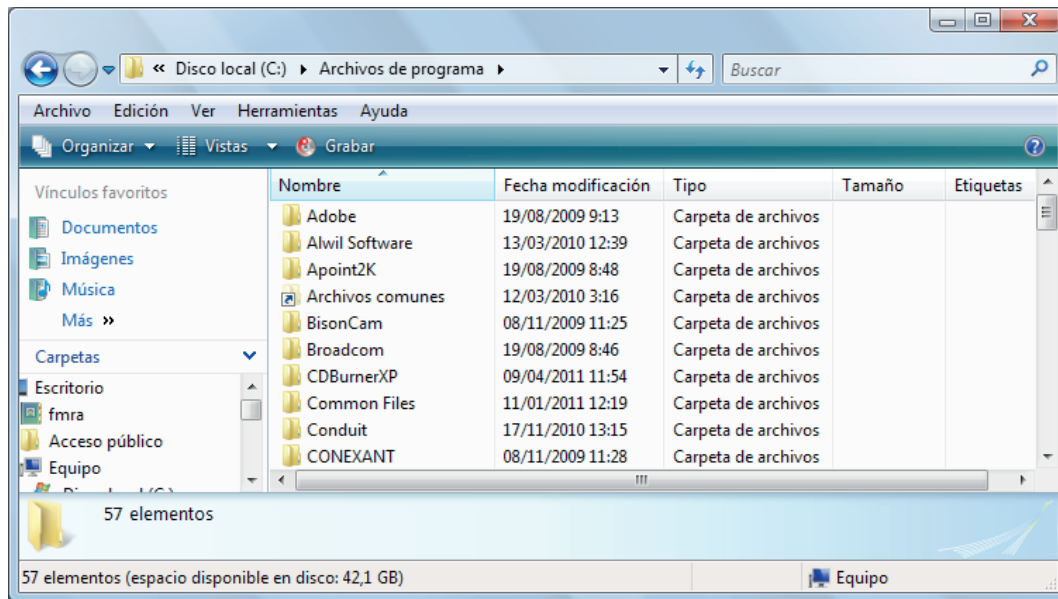 « Disco local (C:) ▸ Archivos de programa ▸ Buscar
Archivo Edición Ver Herramientas Ayuda
Organizar Vistas Grabar
Vínculos favoritos
Documentos
Imágenes
Música
Más »
Carpetas
Escritorio
fmra
Acceso público
Equipo
Nombre Fecha modificación Tipo Tamaño Etiquetas
Adobe 19/08/2009 9:13 Carpeta de archivos
Alwil Software 13/03/2010 12:39 Carpeta de archivos
Apoint2K 19/08/2009 8:48 Carpeta de archivos
Archivos comunes 12/03/2010 3:16 Carpeta de archivos
BisonCam 08/11/2009 11:25 Carpeta de archivos
Broadcom 19/08/2009 8:46 Carpeta de archivos
CDBurnerXP 09/04/2011 11:54 Carpeta de archivos
Common Files 11/01/2011 12:19 Carpeta de archivos
Conduit 17/11/2010 13:15 Carpeta de archivos
CONEXANT 08/11/2009 11:28 Carpeta de archivos
57 elementos
57 elementos (espacio disponible en disco: 42,1 GB) Equipo